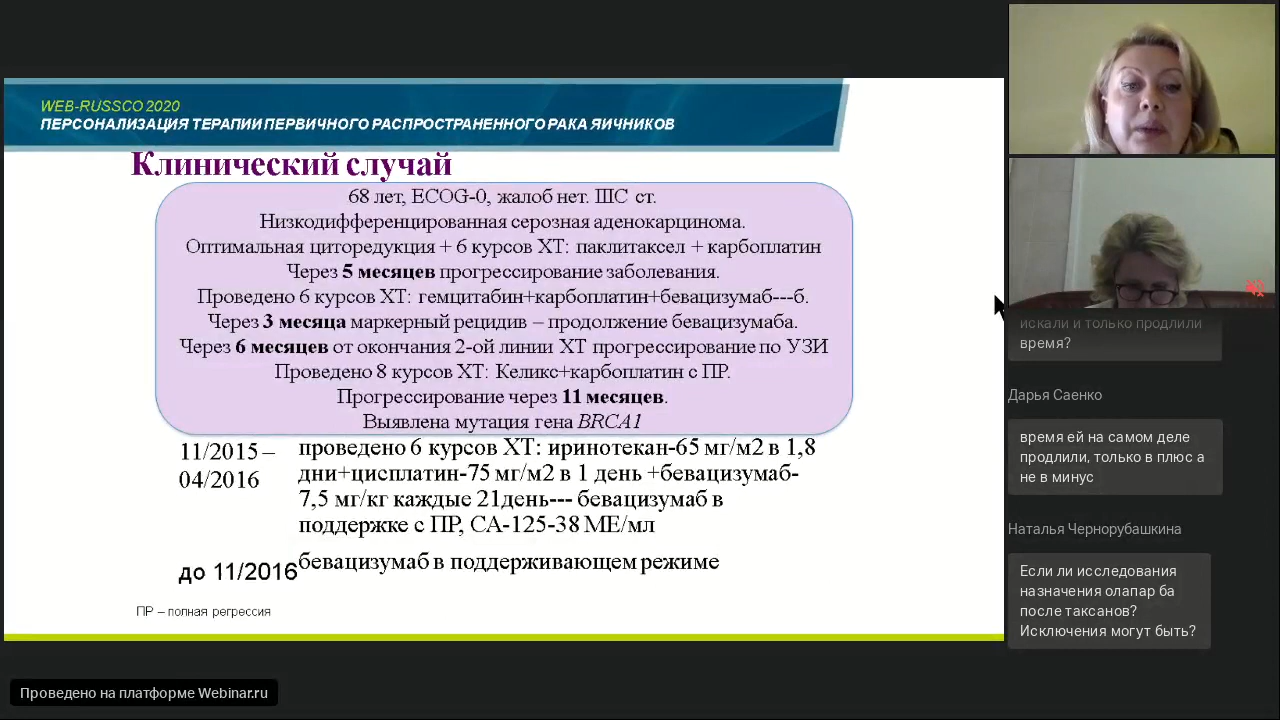 WEB-RUSSCO 2020
ПЕРСОНАЛИЗАЦИЯ ТЕРАПИИ ПЕРВИЧНОГО РАСПРОСТРАНЕННОГО РАКА ЯИЧНИКОВ
Клинический случай
68 лет, ECOG-0, жалоб нет. IIIC ст.
Низкодифференцированная серозная аденокарцинома.
Оптимальная циторедукция + 6 курсов ХТ: паклитаксел + карбоплатин
Через 5 месяцев прогрессирование заболевания.
Проведено 6 курсов ХТ: гемцитабин+карбоплатин+бевацизумаб---б.
Через 3 месяца маркерный рецидив – продолжение бевацизумаба.
Через 6 месяцев от окончания 2-ой линии ХТ прогрессирование по УЗИ
Проведено 8 курсов ХТ: Келикс+карбоплатин с ПР.
Прогрессирование через 11 месяцев.
Выявлена мутация гена BRCA1
11/2015 –
04/2016
проведено 6 курсов ХТ: иринотекан-65 мг/м2 в 1,8
дни+цисплатин-75 мг/м2 в 1 день +бевацизумаб-
7,5 мг/кг каждые 21день--- бевацизумаб в
поддержке с ПР, СА-125-38 МЕ/мл
до 11/2016
бевацизумаб в поддерживающем режиме
ПР – полная регрессия
искали и только продлили
время?
Дарья Саенко
время ей на самом деле
продлили, только в плюс а
не в минус
Наталья Чернорубашкина
Если ли исследования
назначения олапар ба
после таксанов?
Исключения могут быть?
Проведено на платформе Webinar.ru